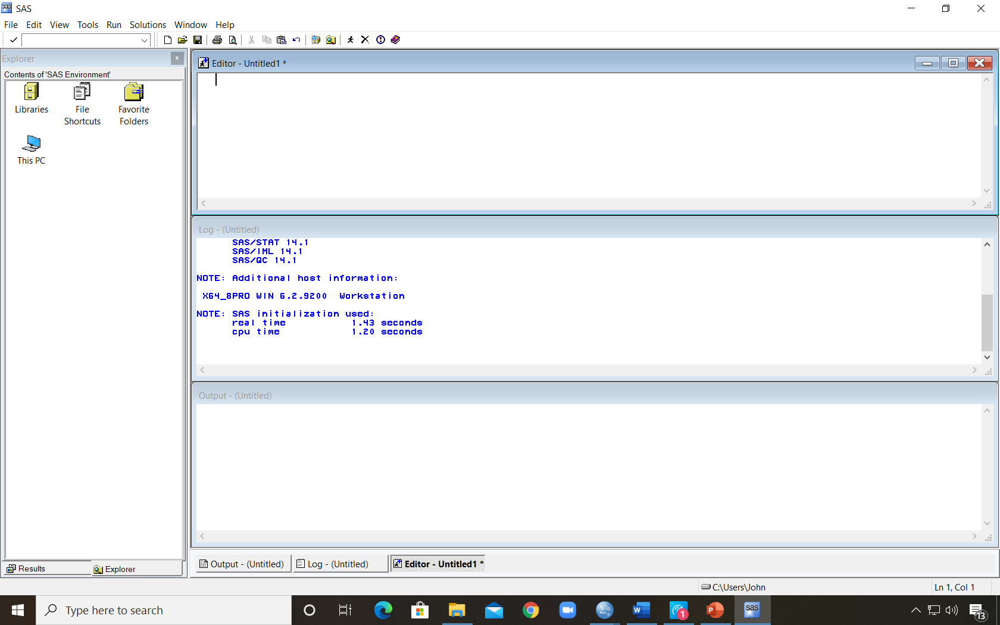 SAS
File Edit View Tools Run Solutions Window Help
Explorer
Contents of 'SAS Environment'
Libraries
File Shortcuts
Favorite Folders
This PC
Results
Explorer
Editor - Untitled1 *
Log - (Untitled)
SAS/STAT 14.1
SAS/IML 14.1
SAS/QC 14.1
NOTE: Additional host information:
X64_8PRO WIN 6.2.9200 Workstation
NOTE: SAS initialization used:
real time 1.43 seconds
cpu time 1.20 seconds
Output - (Untitled)
Output - (Untitled) Log - (Untitled) Editor - Untitled1 *
C:\Users\John Ln 1, Col 1
Type here to search
1
sas
13